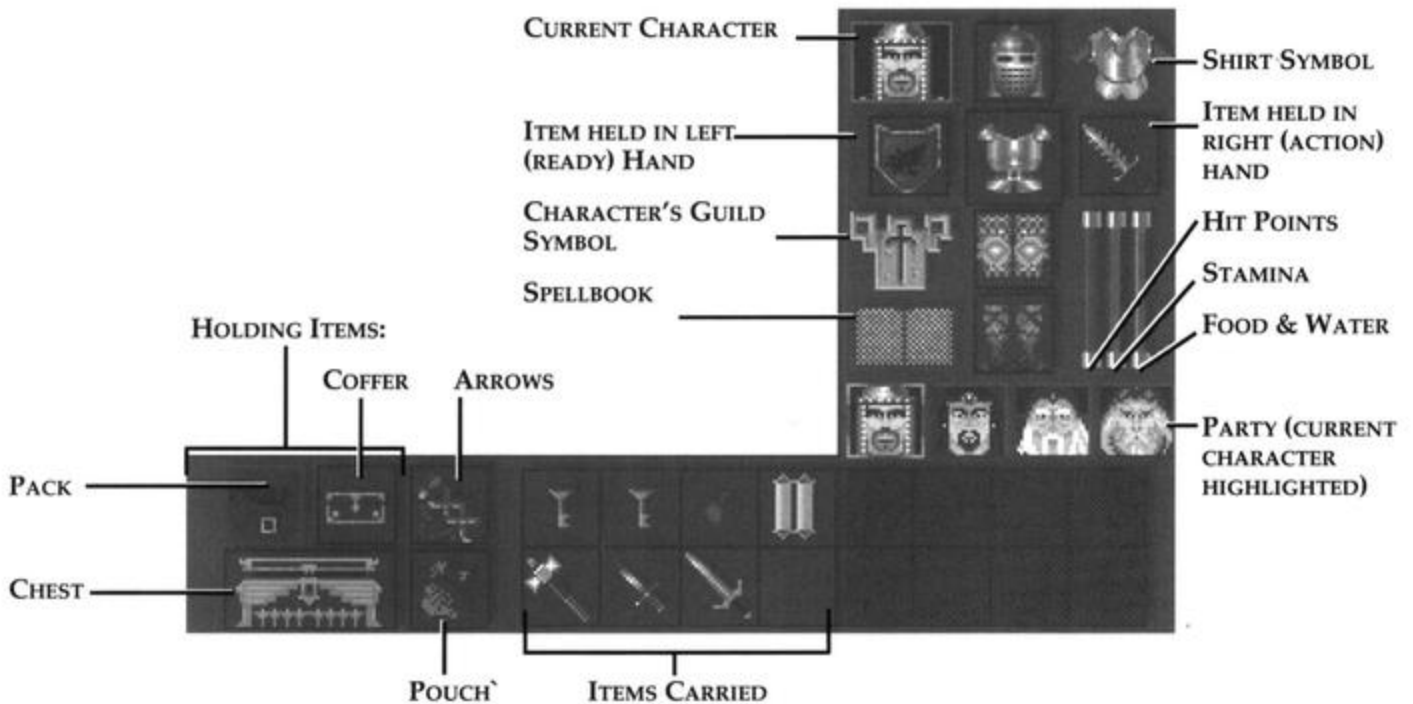 CURRENT CHARACTER
SHIRT SYMBOL
ITEM HELD IN LEFT
(READY) HAND
ITEM HELD IN
RIGHT (ACTION)
HAND
CHARACTER'S GUILD
SYMBOL
HIT POINTS
SPELLBOOK
STAMINA
FOOD & WATER
HOLDING ITEMS:
COFFER
ARROWS
PARTY (CURRENT
CHARACTER
HIGHLIGHTED)
PACK
CHEST
POUCH`
ITEMS CARRIED